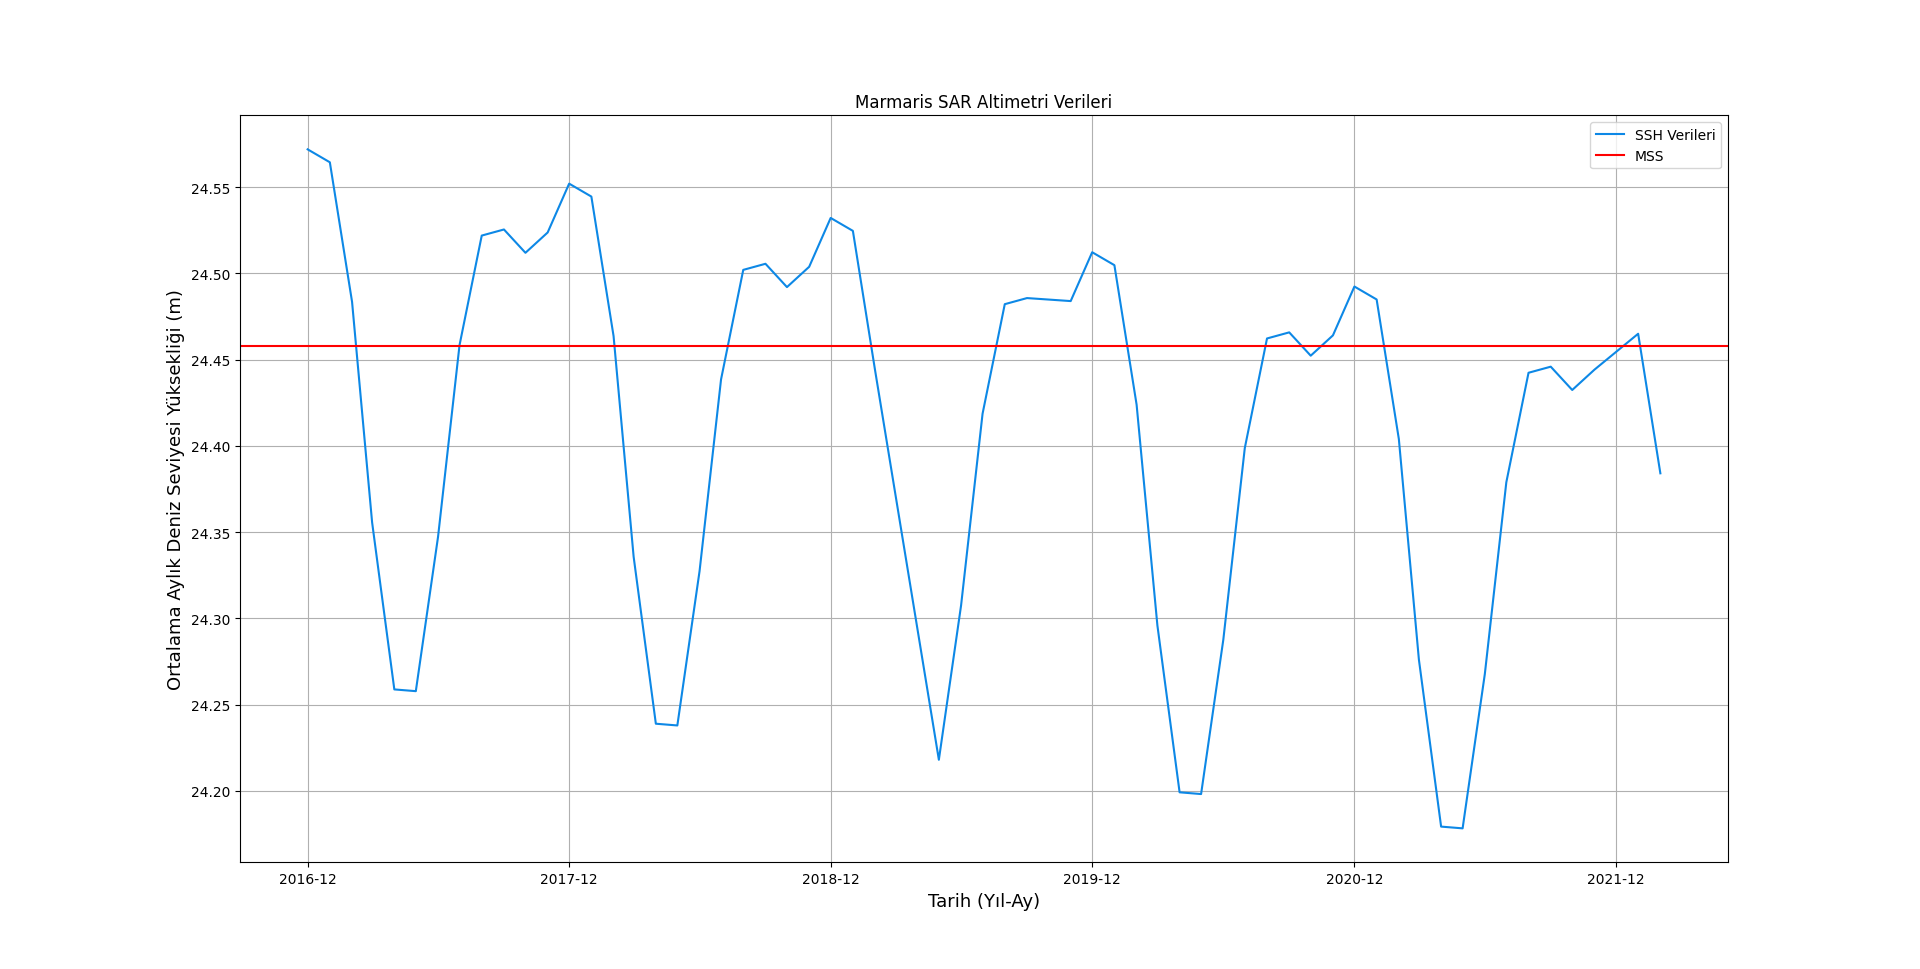 Marmaris SAR Altimetri Verileri
SSH Verileri
MSS
Ortalama Aylık Deniz Seviyesi Yüksekliği (m)
24.55
24.50
24.45
24.40
24.35
24.30
24.25
24.20
2016-12 2017-12 2018-12 2019-12 2020-12 2021-12
Tarih (Yıl-Ay)